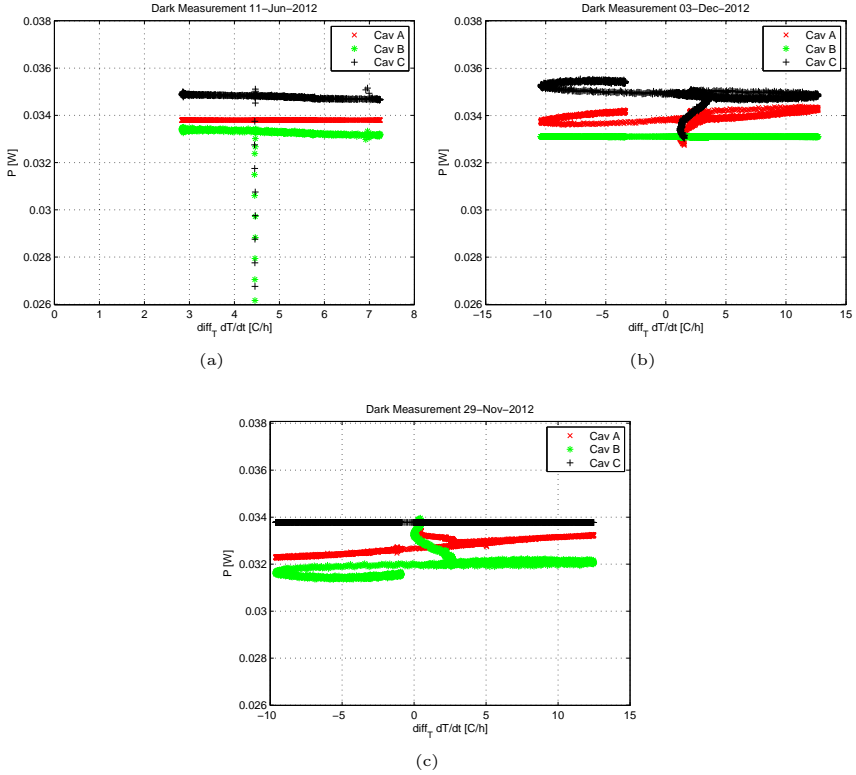 Dark Measurement 11−Jun−2012
Cav A
Cav B
Cav C
0.038
0.036
0.034
0.032
0.03
0.028
0.026
P [W]
0 1 2 3 4 5 6 7 8
diff_T dT/dt [C/h]
(a)
Dark Measurement 03−Dec−2012
Cav A
Cav B
Cav C
0.038
0.036
0.034
0.032
0.03
0.028
0.026
P [W]
−15 −10 −5 0 5 10 15
diff_T dT/dt [C/h]
(b)
Dark Measurement 29−Nov−2012
Cav A
Cav B
Cav C
0.038
0.036
0.034
0.032
0.03
0.028
0.026
P [W]
−10 −5 0 5 10 15
diff_T dT/dt [C/h]
(c)